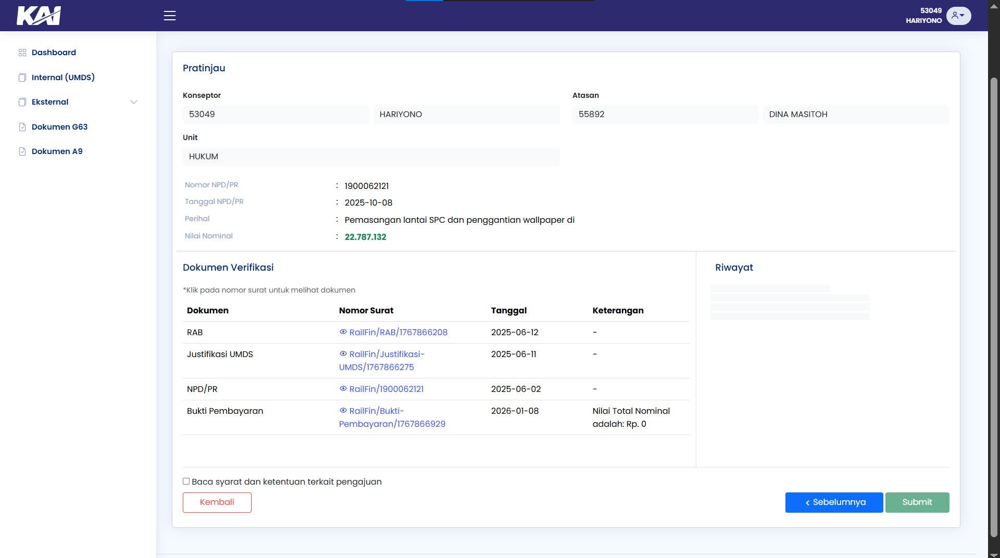 KAI
53049
HARIYONO
Dashboard
Internal (UMDS)
Eksternal
Dokumen G63
Dokumen A9
Pratinjau
Konseptor
Atasan
53049
HARIYONO
55892
DINA MASITOH
Unit
HUKUM
Nomor NPD/PR : 1900062121
Tanggal NPD/PR : 2025-10-08
Perihal : Pemasangan lantai SPC dan penggantian wallpaper di
Nilai Nominal : 22.787.132
Dokumen Verifikasi
*Klik pada nomor surat untuk melihat dokumen
Dokumen Nomor Surat Tanggal Keterangan
RAB RailFin/RAB/1767866208 2025-06-12 -
Justifikasi UMDS RailFin/Justifikasi- 2025-06-11 -
UMDS/1767866275
NPD/PR RailFin/1900062121 2025-06-02 -
Bukti Pembayaran RailFin/Bukti- 2026-01-08 Nilai Total Nominal
Pembayaran/1767866929 adalah: Rp. 0
Riwayat
Baca syarat dan ketentuan terkait pengajuan
Kembali
Sebelumnya
Submit